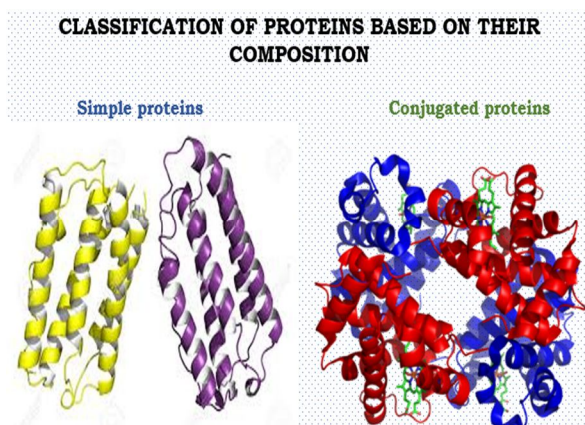 CLASSIFICATION OF PROTEINS BASED ON THEIR
COMPOSITION
Simple proteins
Conjugated proteins